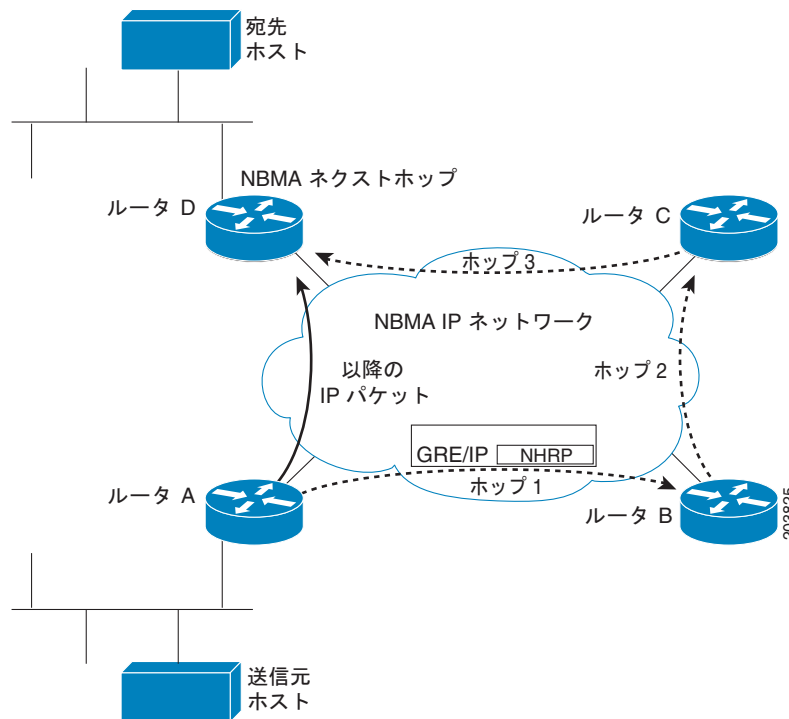 宛先
ホスト
NBMA ネクストホップ
ルータ D
ルータ C
ホップ 3
NBMA IP ネットワーク
以降の
IP パケット
ホップ 2
GRE/IP NHRP
ルータ A
ホップ 1
ルータ B
203825
送信元
ホスト